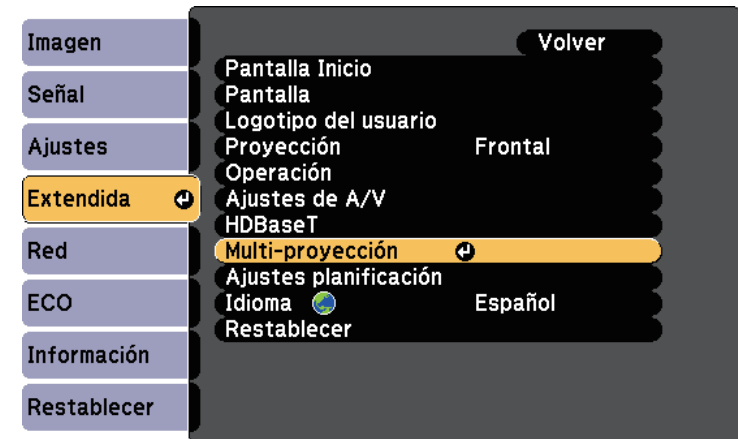 Imagen
Señal
Ajustes
Extendida
Red
ECO
Información
Restablecer
Volver
Pantalla Inicio
Pantalla
Logotipo del usuario
Proyección Frontal
Operación
Ajustes de A/V
HDBaseT
Multi-proyección
Ajustes planificación
Idioma Español
Restablecer